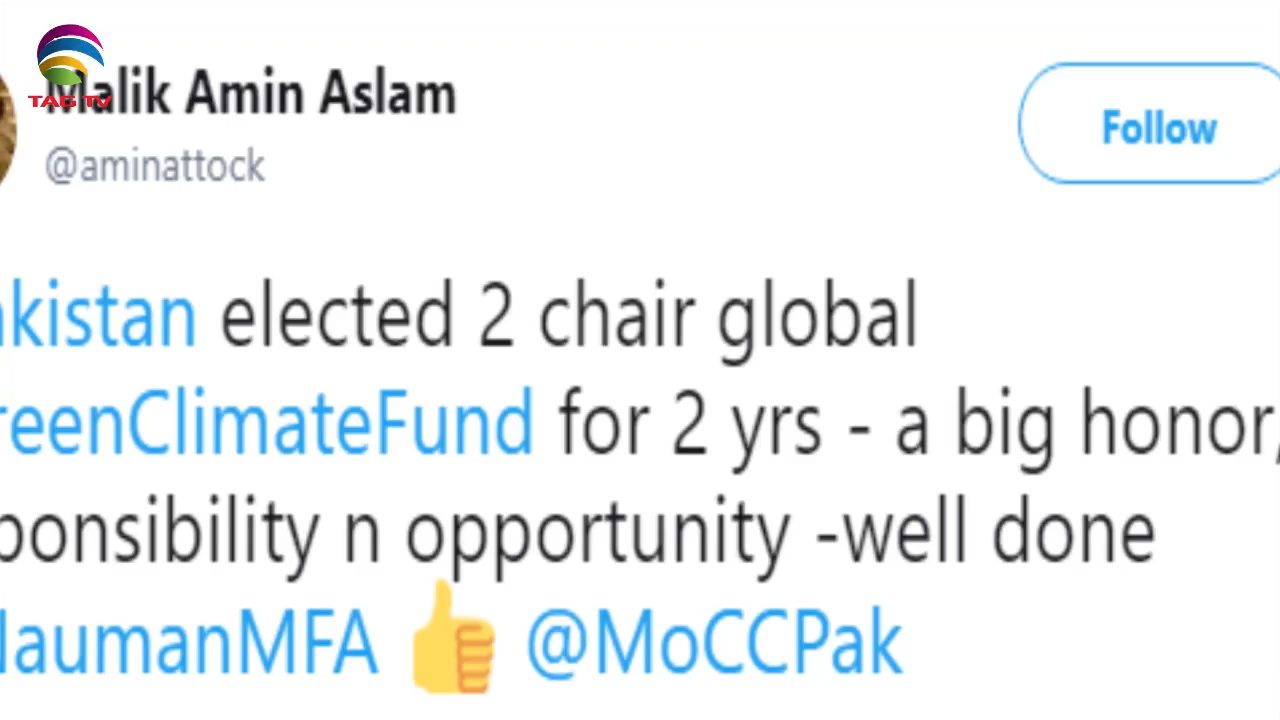 TAG TV
Malik Amin Aslam
@aminattock
Follow
akistan elected 2 chair global
reenClimateFund for 2 yrs - a big honor,
ponsibility n opportunity -well done
NaumanMFA 👍 @MoCCPak